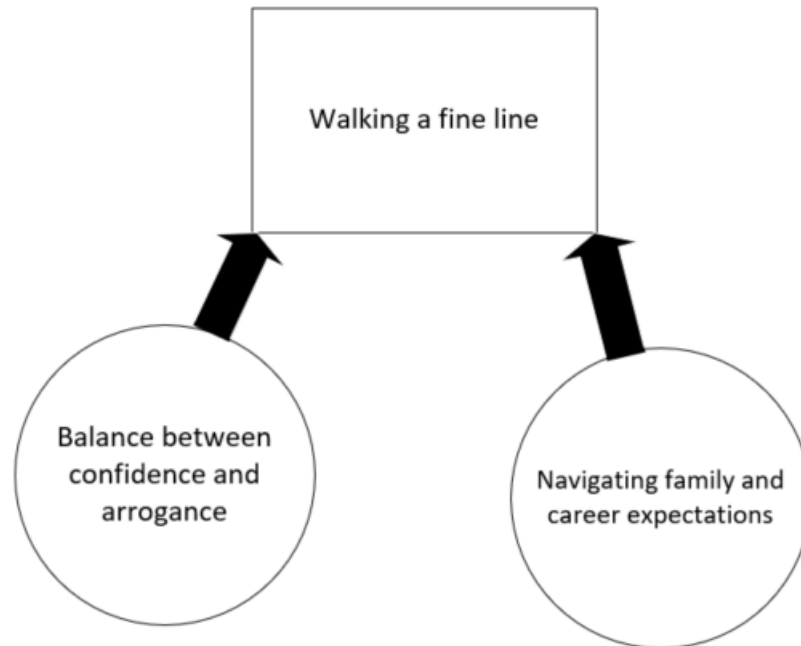 Walking a fine line
Balance between
confidence and
arrogance
Navigating family and
career expectations